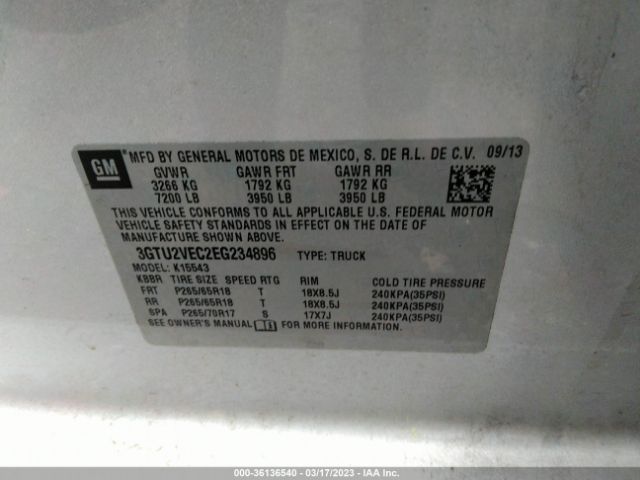 GM
MFD BY GENERAL MOTORS DE MEXICO, S. DE R.L. DE C.V. 09/13
GVWR GAWR FRT GAWR RR
3266 KG 1792 KG 1792 KG
7200 LB 3950 LB 3950 LB
THIS VEHICLE CONFORMS TO ALL APPLICABLE U.S. FEDERAL MOTOR
VEHICLE SAFETY STANDARDS IN EFFECT ON THE DATE OF
MANUFACTURE SHOWN ABOVE.
3GTU2VEC2EG234896 TYPE: TRUCK
MODEL: K15543
KBBR TIRE SIZE SPEED RTG RIM COLD TIRE PRESSURE
FRT P265/65R18 T 18X8.5J 240KPA(35PSI)
RR P265/65R18 T 18X8.5J 240KPA(35PSI)
SPA P265/70R17 S 17X7J 240KPA(35PSI)
SEE OWNER'S MANUAL FOR MORE INFORMATION.
000-36136540 - 03/17/2023 - IAA Inc.